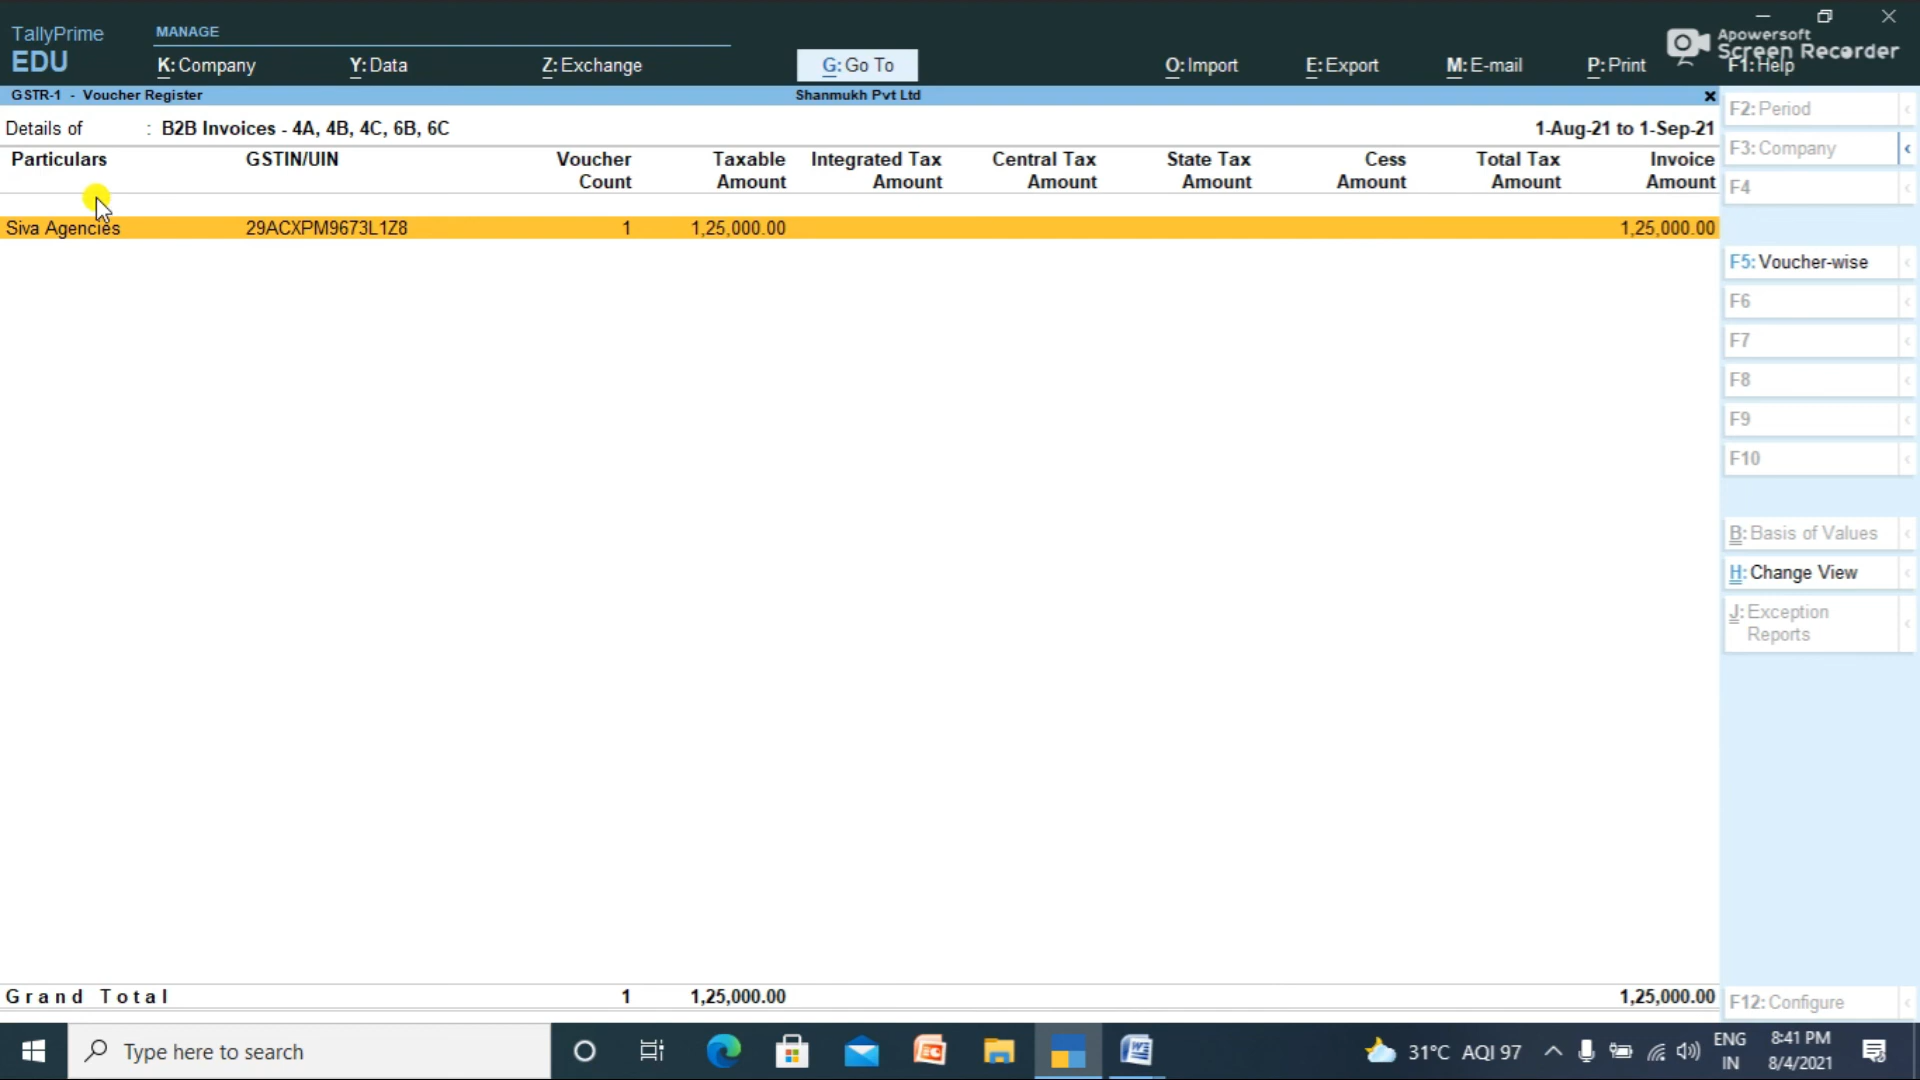 TallyPrime
EDU
MANAGE
K: Company
Y: Data
Z: Exchange
G: Go To
O: Import
E: Export
M: E-mail
P: Print
F1: Help
Apowersoft
Screen Recorder
GSTR-1 - Voucher Register
Shanmukh Pvt Ltd
Details of : B2B Invoices - 4A, 4B, 4C, 6B, 6C
1-Aug-21 to 1-Sep-21
Particulars GSTIN/UIN Voucher Taxable Integrated Tax Central Tax State Tax Cess Total Tax Invoice
Count Amount Amount Amount Amount Amount Amount Amount
Siva Agencies 29ACXPM9673L1Z8 1 1,25,000.00 1,25,000.00
Grand Total 1 1,25,000.00 1,25,000.00
F2: Period
F3: Company
F4
F5: Voucher-wise
F6
F7
F8
F9
F10
B: Basis of Values
H: Change View
J: Exception
Reports
F12: Configure
Type here to search
31°C AQI 97
ENG
IN
8:41 PM
8/4/2021